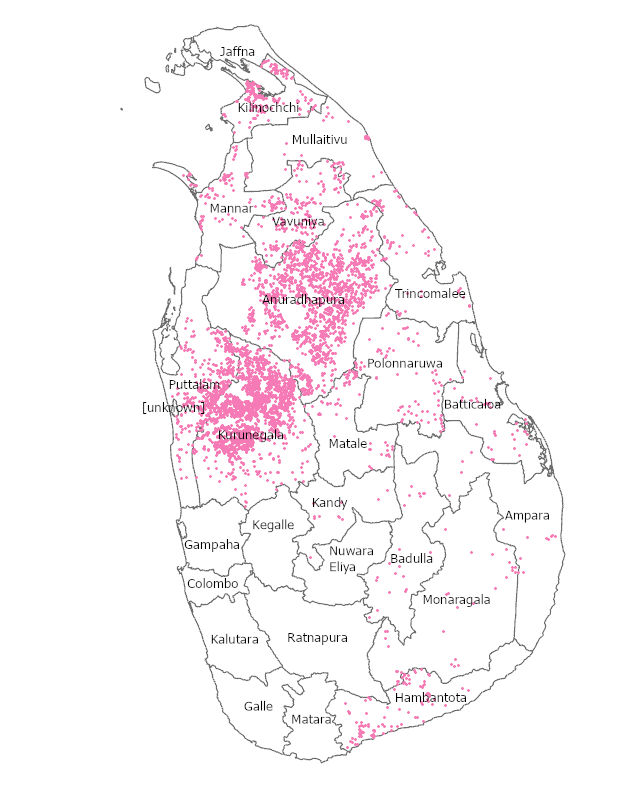 Jaffna
Kilinochchi
Mullaitivu
Mannar
Vavuniya
Trincomalee
Anuradhapura
Polonnaruwa
Puttalam
[unknown]
Batticaloa
Kurunegala
Matale
Kandy
Ampara
Kegalle
Gampaha
Nuwara
Eliya
Badulla
Colombo
Monaragala
Kalutara
Ratnapura
Hambantota
Galle
Matara